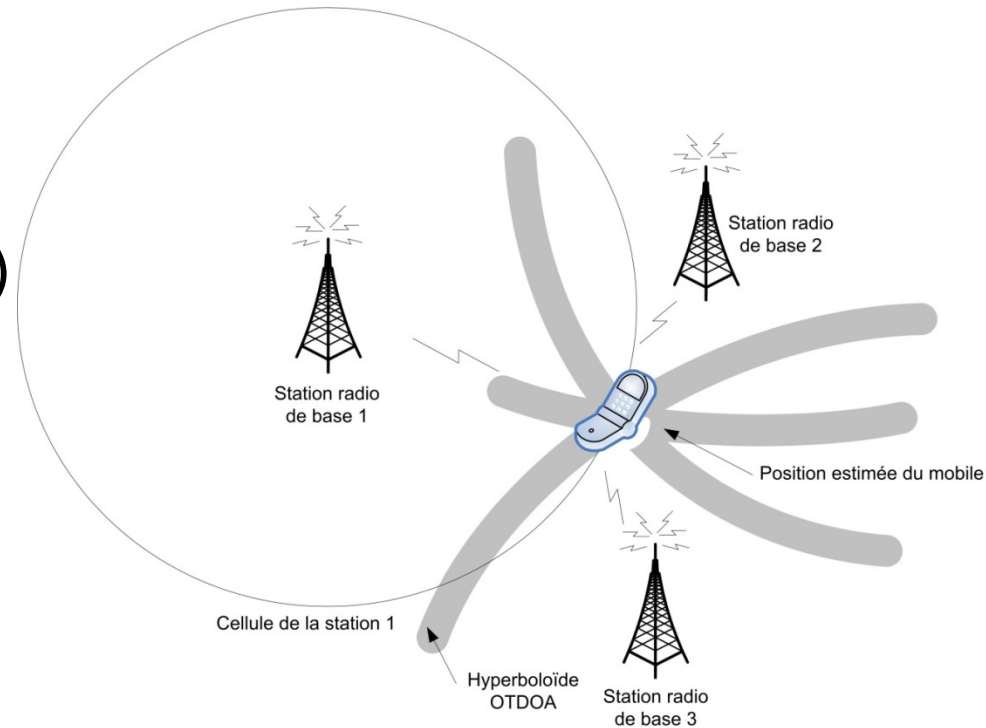 Station radio
de base 2
Station radio
de base 1
Position estimée du mobile
Cellule de la station 1
Hyperboloïde
OTDOA
Station radio
de base 3